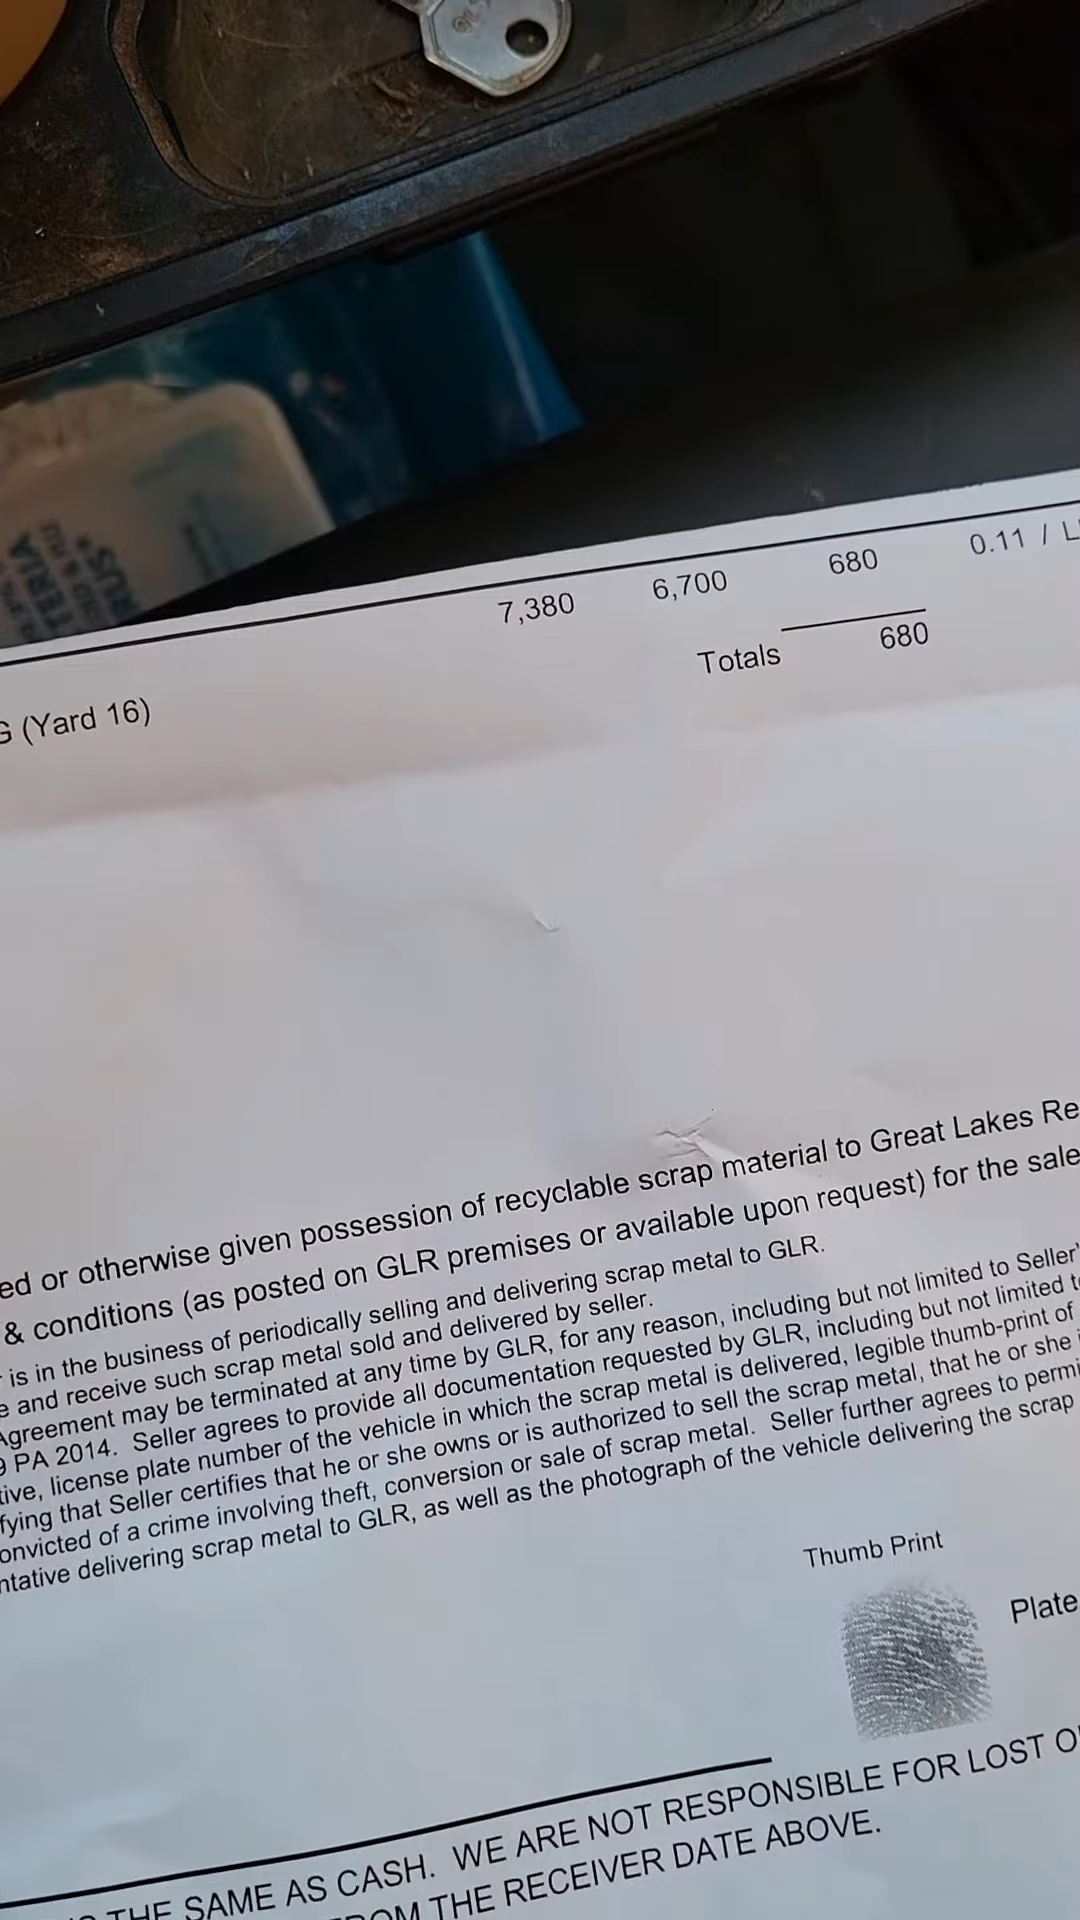 7,380 6,700 680 0.11 / L
Totals 680
G (Yard 16)
ed or otherwise given possession of recyclable scrap material to Great Lakes Re
& conditions (as posted on GLR premises or available upon request) for the sale
r is in the business of periodically selling and delivering scrap metal to GLR.
e and receive such scrap metal sold and delivered by seller.
Agreement may be terminated at any time by GLR, for any reason, including but not limited to Seller'
9 PA 2014. Seller agrees to provide all documentation requested by GLR, including but not limited t
tive, license plate number of the vehicle in which the scrap metal is delivered, legible thumb-print of
fying that Seller certifies that he or she owns or is authorized to sell the scrap metal, that he or she i
onvicted of a crime involving theft, conversion or sale of scrap metal. Seller further agrees to permi
ntative delivering scrap metal to GLR, as well as the photograph of the vehicle delivering the scrap
Thumb Print
Plate
THE SAME AS CASH. WE ARE NOT RESPONSIBLE FOR LOST O
FROM THE RECEIVER DATE ABOVE.